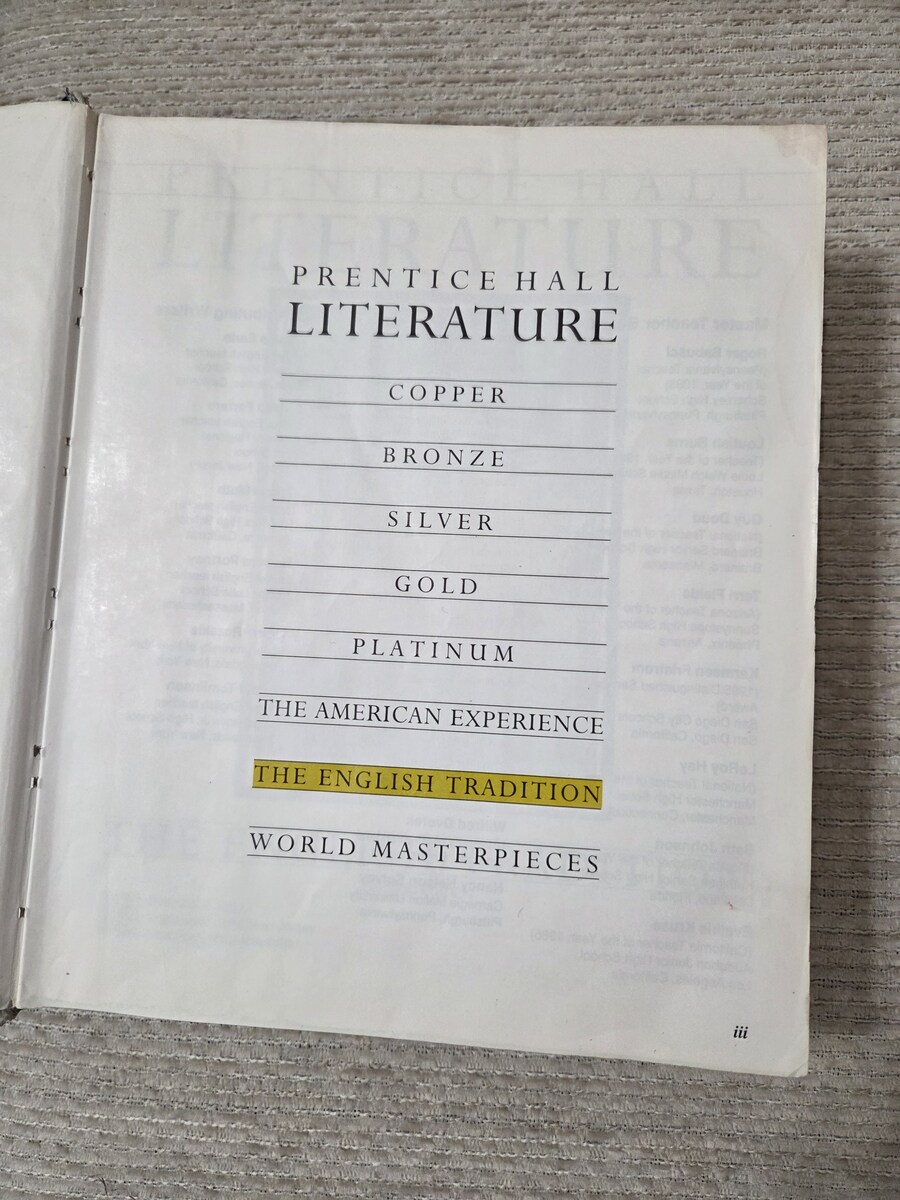 PRENTICE HALL
LITERATURE
COPPER
BRONZE
SILVER
GOLD
PLATINUM
THE AMERICAN EXPERIENCE
THE ENGLISH TRADITION
WORLD MASTERPIECES
iii